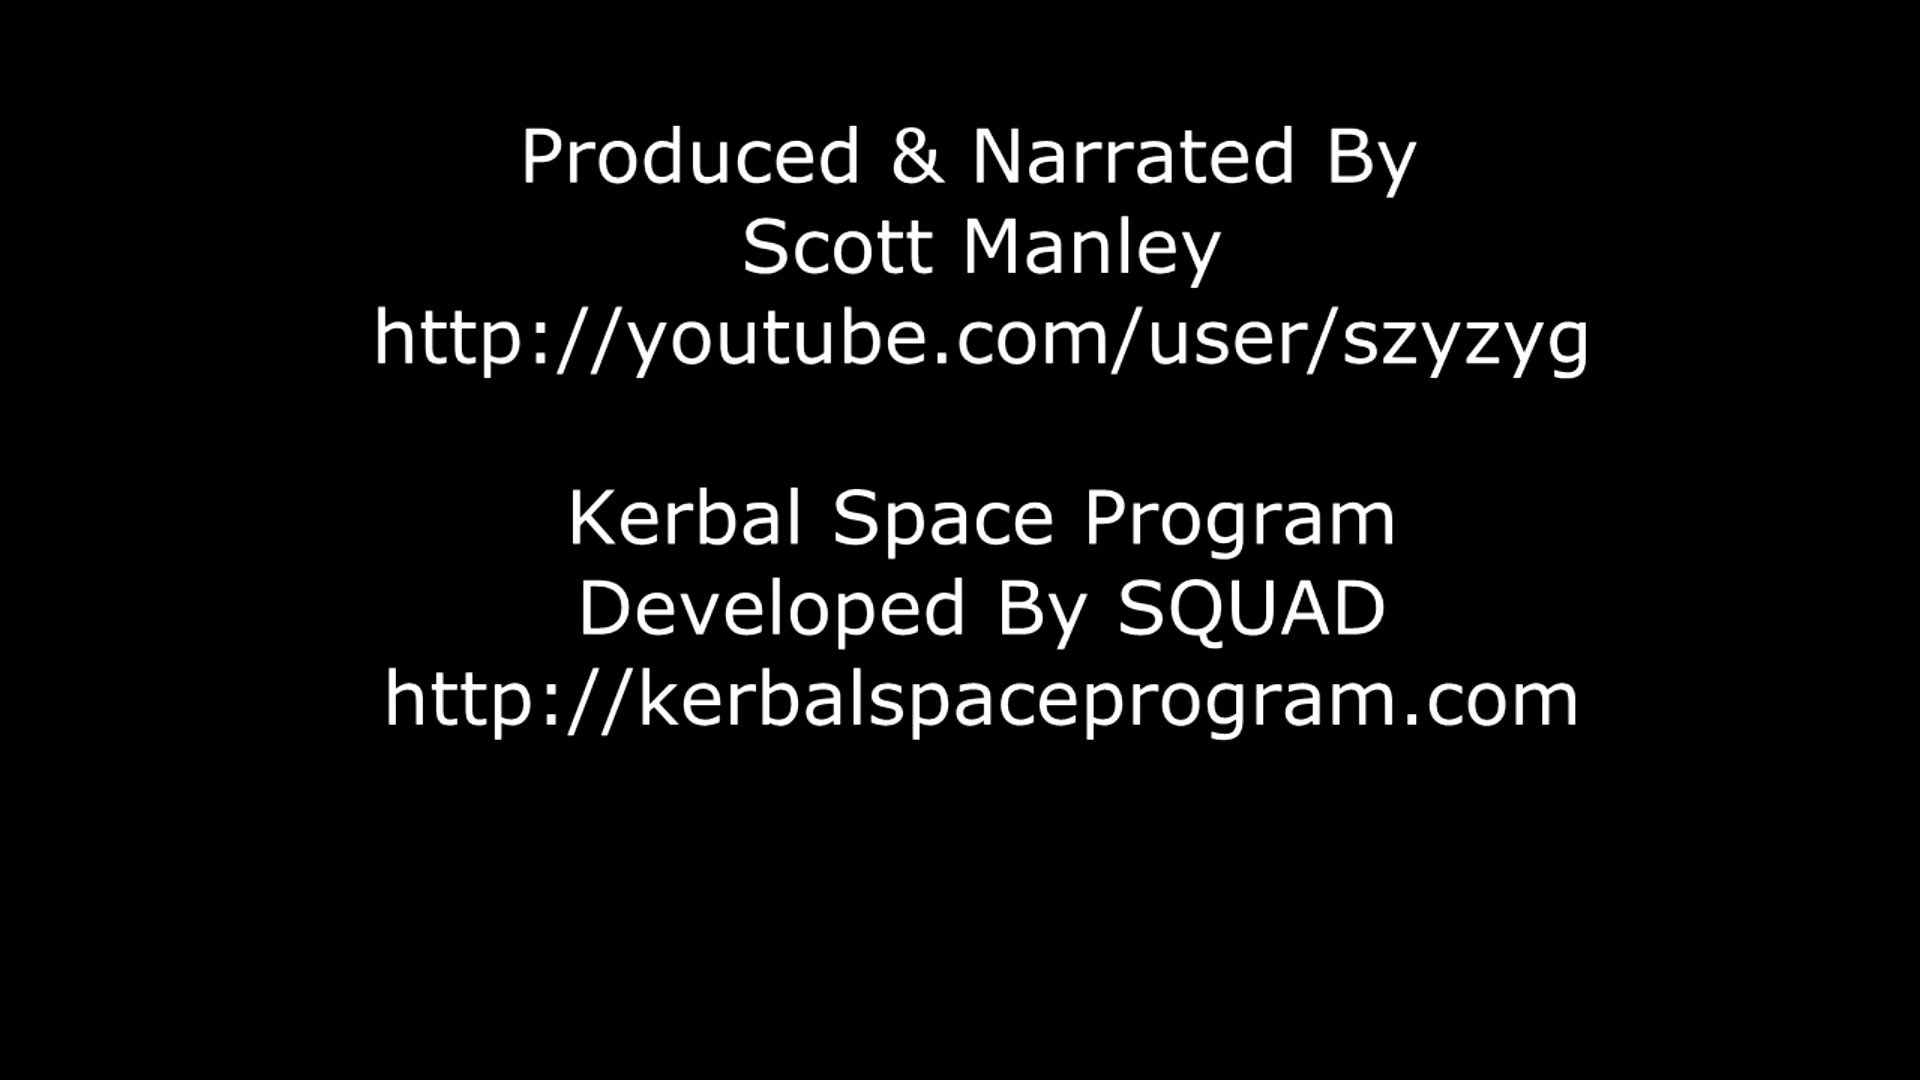 Produced & Narrated By
Scott Manley
http://youtube.com/user/szyzyg
Kerbal Space Program
Developed By SQUAD
http://kerbalspaceprogram.com